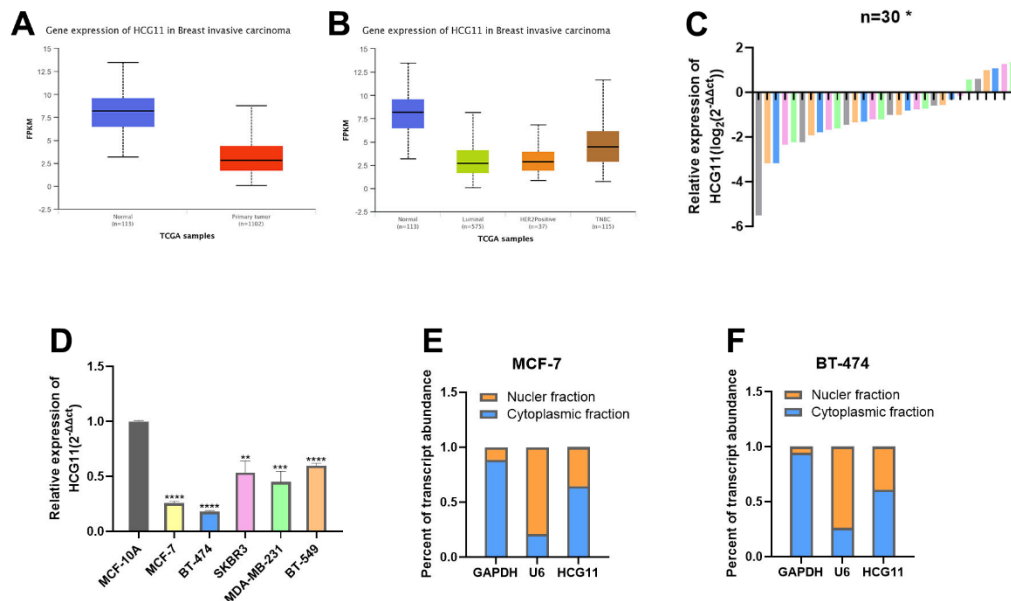 A
Gene expression of HCG11 in Breast invasive carcinoma
FPKM
15
12.5
10
7.5
5
2.5
0
-2.5
Normal
(n=113)
Primary tumor
(n=1102)
TCGA samples
B
Gene expression of HCG11 in Breast invasive carcinoma
FPKM
15
12.5
10
7.5
5
2.5
0
-2.5
Normal
(n=113)
Luminal
(n=575)
HER2Positive
(n=37)
TNBC
(n=115)
TCGA samples
C
n=30 *
Relative expression of
HCG11(log₂(2^-ΔΔct))
2
0
-2
-4
-6
D
Relative expression of
HCG11(2^-ΔΔct)
1.5
1.0
0.5
0.0
****
****
**
***
****
MCF-10A
MCF-7
BT-474
SKBR3
MDA-MB-231
BT-549
E
MCF-7
Percent of transcript abundance
1.5
1.0
0.5
0.0
Nucler fraction
Cytoplasmic fraction
GAPDH
U6
HCG11
F
BT-474
Percent of transcript abundance
1.5
1.0
0.5
0.0
Nucler fraction
Cytoplasmic fraction
GAPDH
U6
HCG11